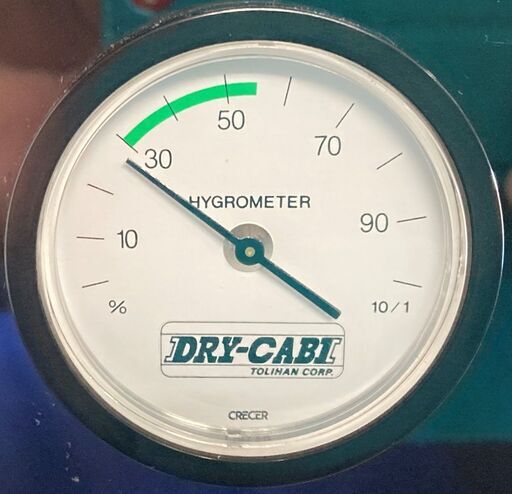 50
70
30
HYGROMETER
90
10
%
10/1
DRY-CABI
TOLIHAN CORP.
CRECER